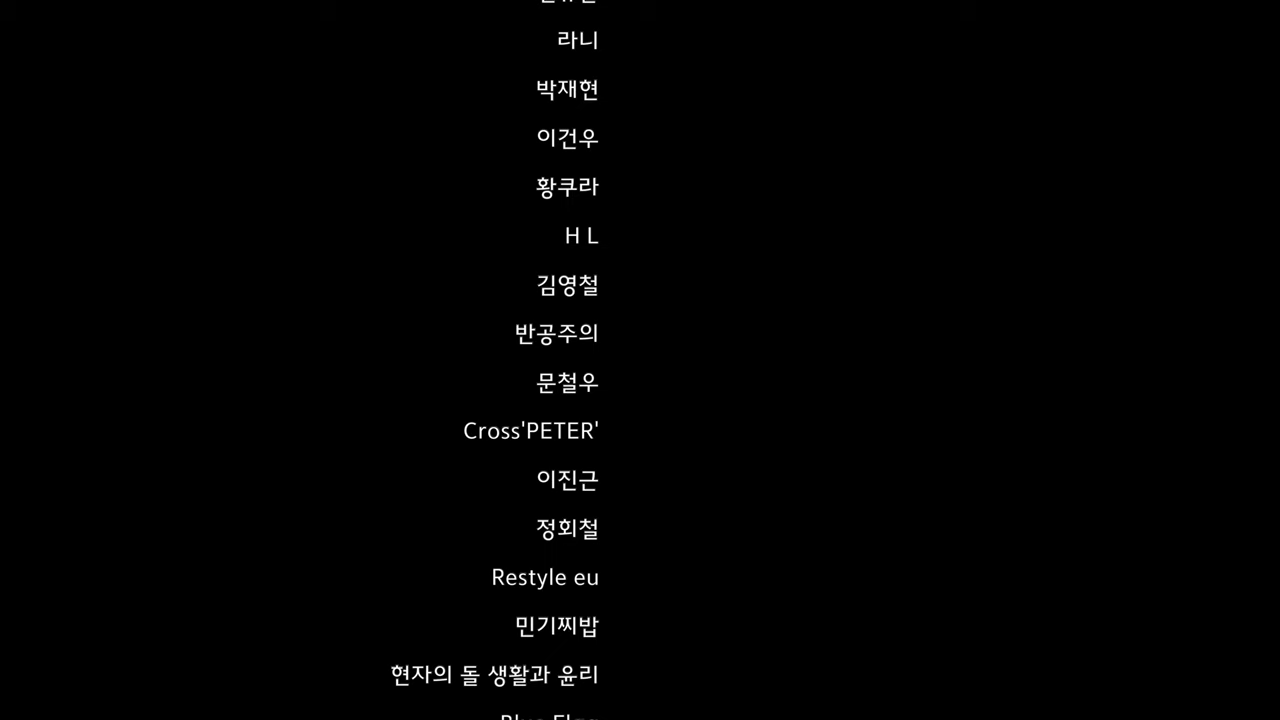 라니
박재현
이건우
황쿠라
H L
김영철
반공주의
문철우
Cross'PETER'
이진근
정회철
Restyle eu
민기찌밥
현자의 돌 생활과 윤리